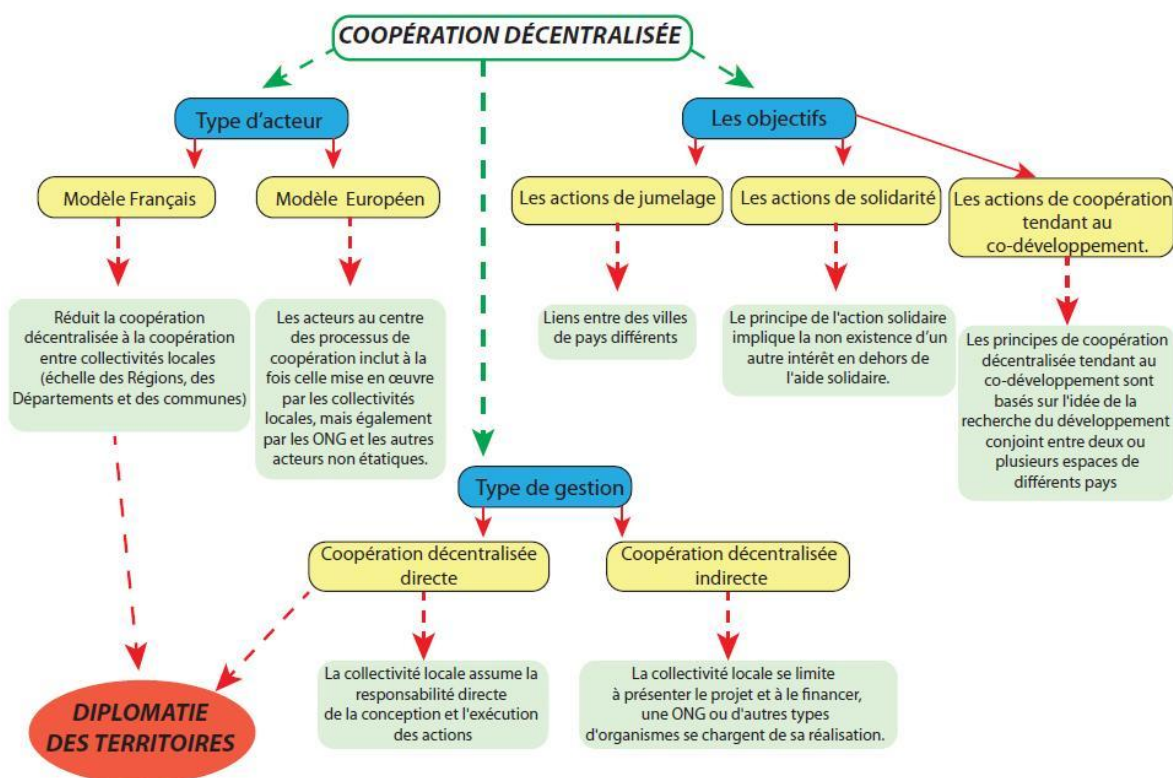 COOPÉRATION DÉCENTRALISÉE
Type d'acteur
Les objectifs
Modèle Français
Modèle Européen
Les actions de jumelage
Les actions de solidarité
Les actions de coopération
tendant au
co-développement.
Réduit la coopération
décentralisée à la coopération
entre collectivités locales
(échelle des Régions, des
Départements et des communes)
Les acteurs au centre
des processus de
coopération inclut à la
fois celle mise en œuvre
par les collectivités
locales, mais également
par les ONG et les autres
acteurs non étatiques.
Liens entre des villes
de pays différents
Le principe de l'action solidaire
implique la non existence d'un
autre intérêt en dehors de
l'aide solidaire.
Les principes de coopération
décentralisée tendant au
co-développement sont
basés sur l'idée de la
recherche du développement
conjoint entre deux ou
plusieurs espaces de
différents pays
Type de gestion
Coopération décentralisée
directe
Coopération décentralisée
indirecte
La collectivité locale assume la
responsabilité directe
de la conception et l'exécution
des actions
La collectivité locale se limite
à présenter le projet et à le financer,
une ONG ou d'autres types
d'organismes se chargent de sa réalisation.
DIPLOMATIE
DES TERRITOIRES